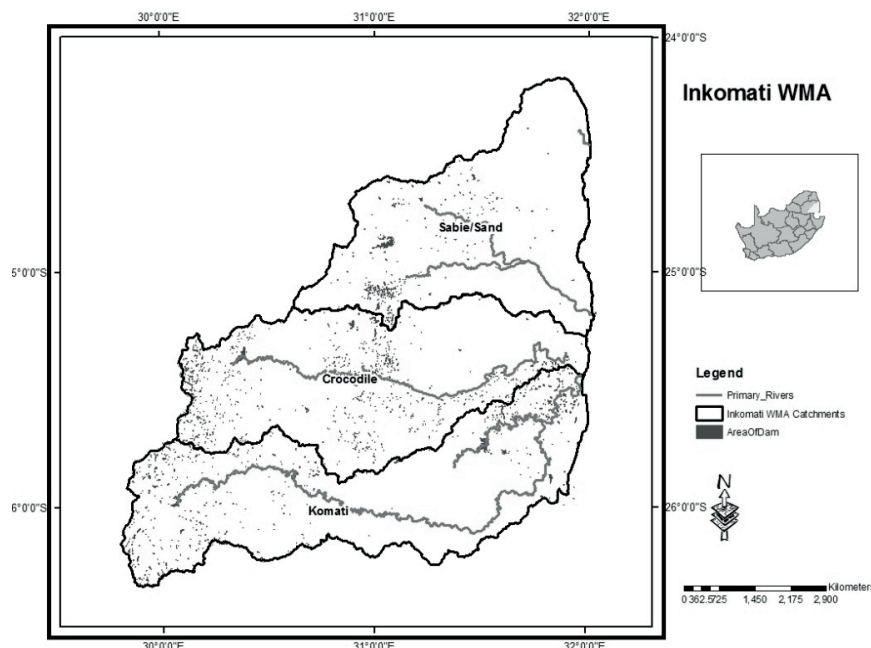 30°0'0"E 31°0'0"E 32°0'0"E
24°0'0"S
Inkomati WMA
Sabie/Sand
5°0'0"S 25°0'0"S
Legend
Crocodile
Primary_Rivers
Inkomati WMA Catchments
AreaOfDam
N
6°0'0"S 26°0'0"S
Komati
Kilometers
0 362.5725 1,450 2,175 2,900
30°0'0"E 31°0'0"E 32°0'0"E